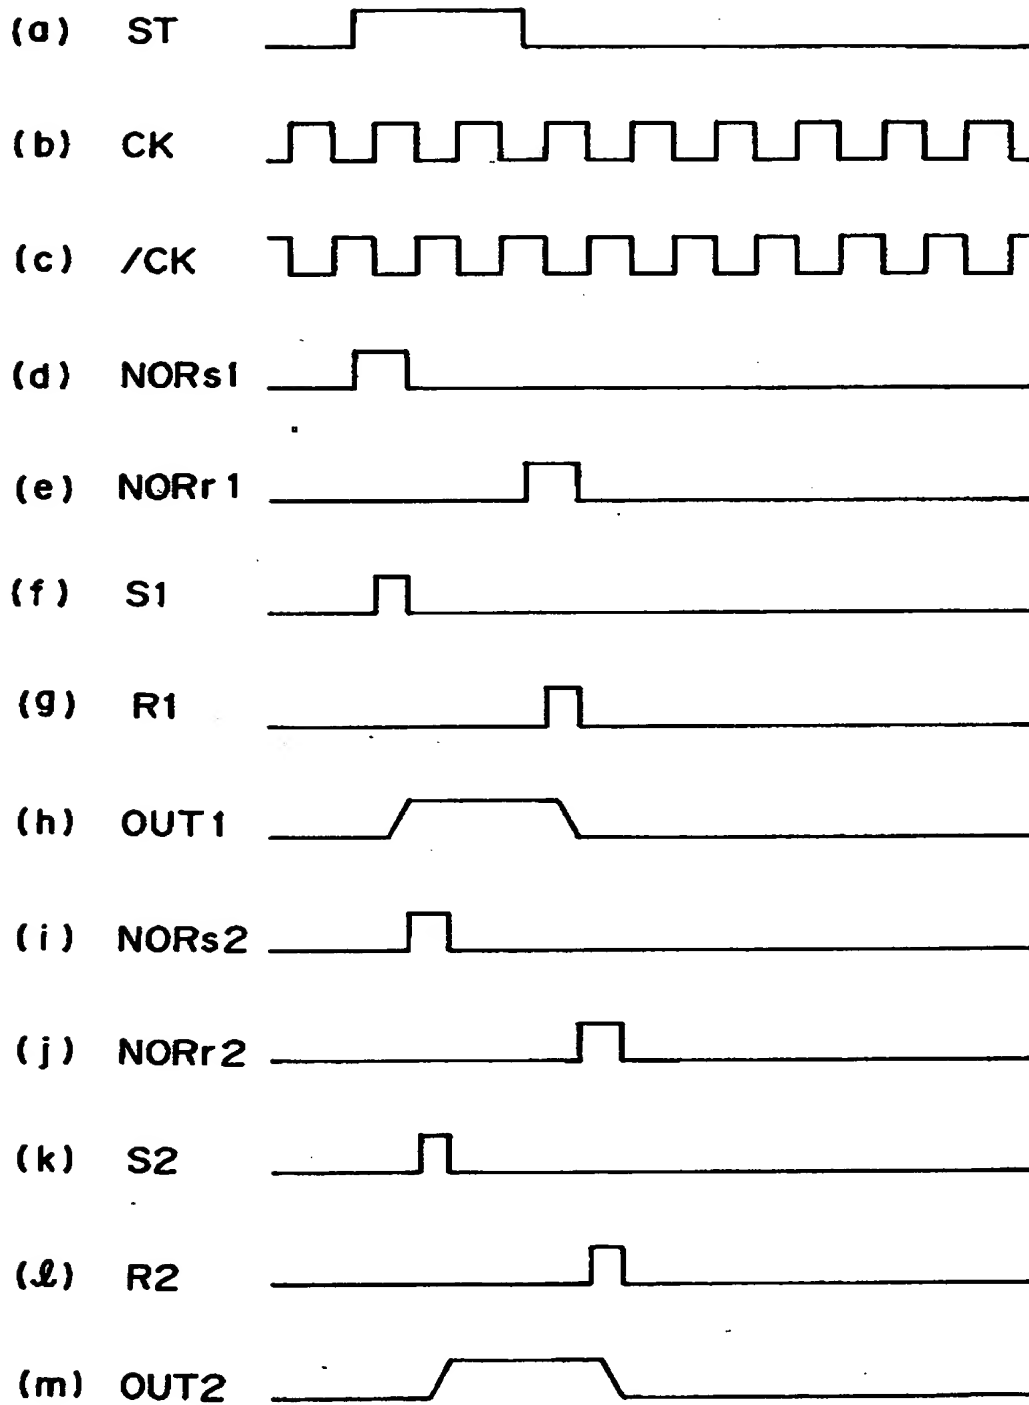 (a) ST
(b) CK
(c) /CK
(d) NORs1
(e) NORr1
(f) S1
(g) R1
(h) OUT1
(i) NORs2
(j) NORr2
(k) S2
(ℓ) R2
(m) OUT2